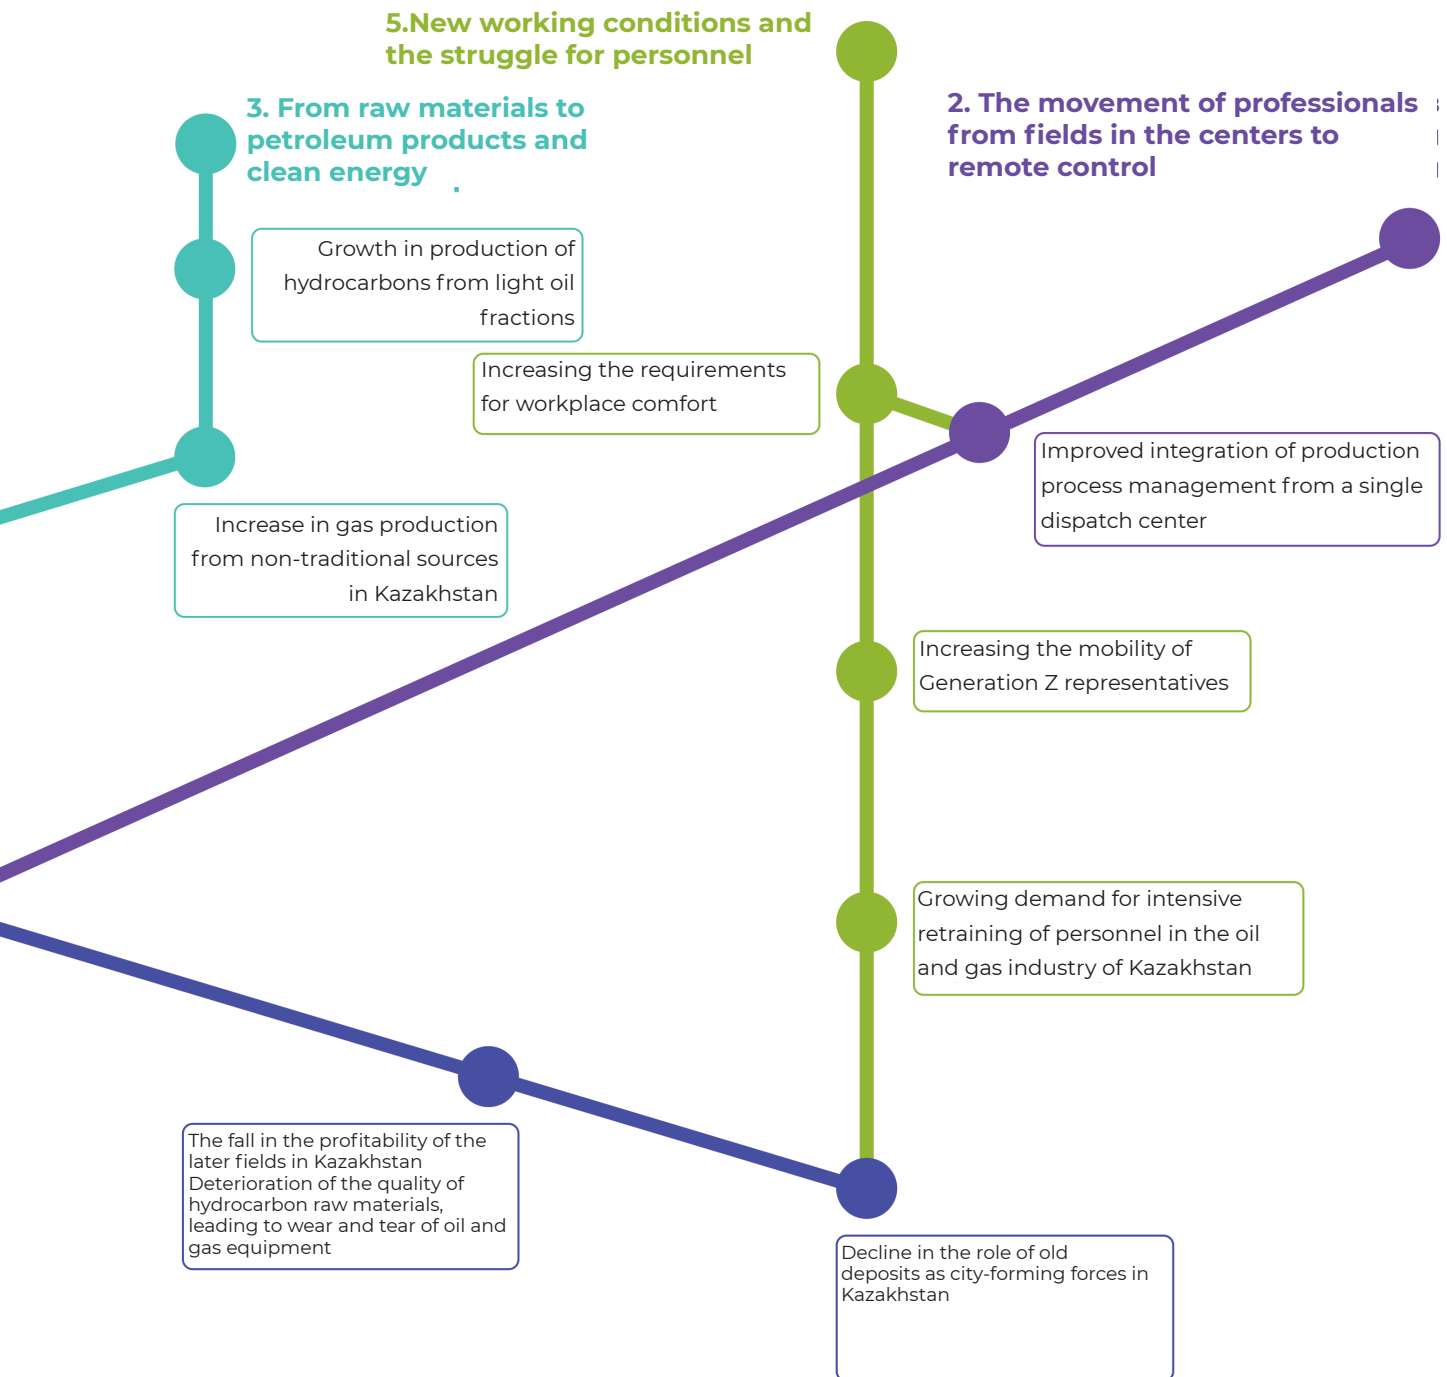 5.New working conditions and
the struggle for personnel
3. From raw materials to
petroleum products and
clean energy
2. The movement of professionals
from fields in the centers to
remote control
Growth in production of
hydrocarbons from light oil
fractions
Increasing the requirements
for workplace comfort
Improved integration of production
process management from a single
dispatch center
Increase in gas production
from non-traditional sources
in Kazakhstan
Increasing the mobility of
Generation Z representatives
Growing demand for intensive
retraining of personnel in the oil
and gas industry of Kazakhstan
The fall in the profitability of the
later fields in Kazakhstan
Deterioration of the quality of
hydrocarbon raw materials,
leading to wear and tear of oil and
gas equipment
Decline in the role of old
deposits as city-forming forces in
Kazakhstan